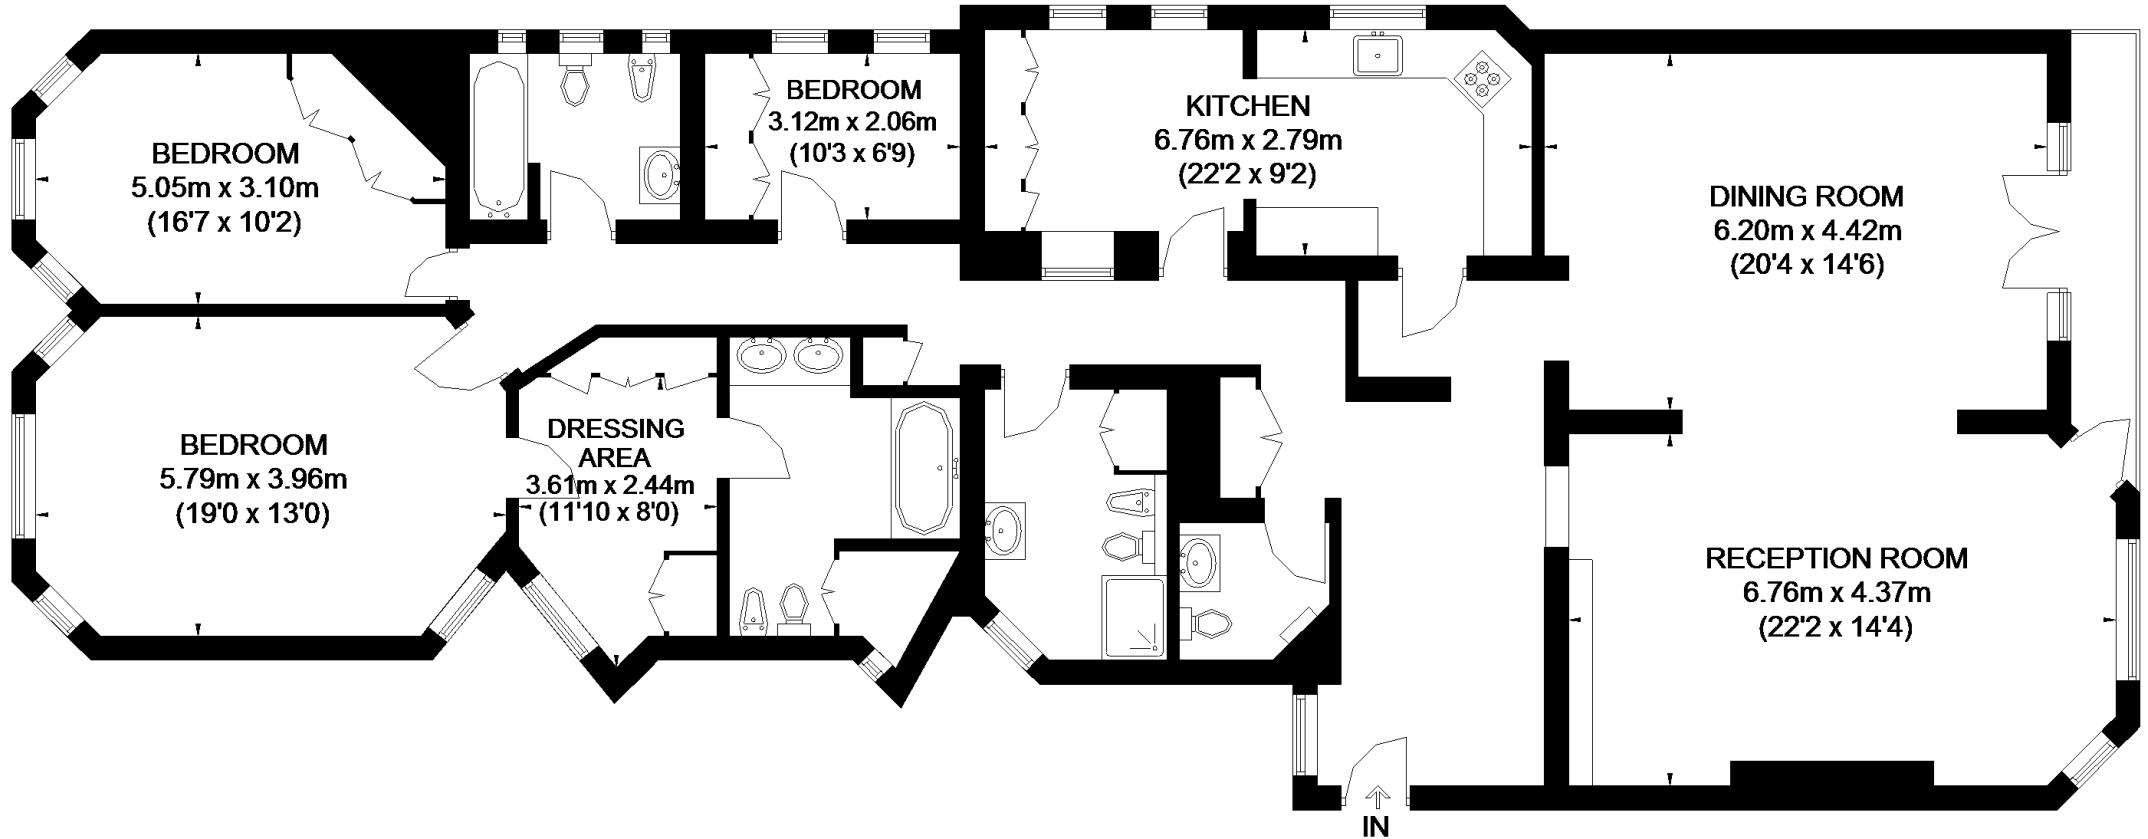 BEDROOM
5.05m x 3.10m
(16'7 x 10'2)
BEDROOM
3.12m x 2.06m
(10'3 x 6'9)
KITCHEN
6.76m x 2.79m
(22'2 x 9'2)
DINING ROOM
6.20m x 4.42m
(20'4 x 14'6)
BEDROOM
5.79m x 3.96m
(19'0 x 13'0)
DRESSING
AREA
3.61m x 2.44m
(11'10 x 8'0)
RECEPTION ROOM
6.76m x 4.37m
(22'2 x 14'4)
IN